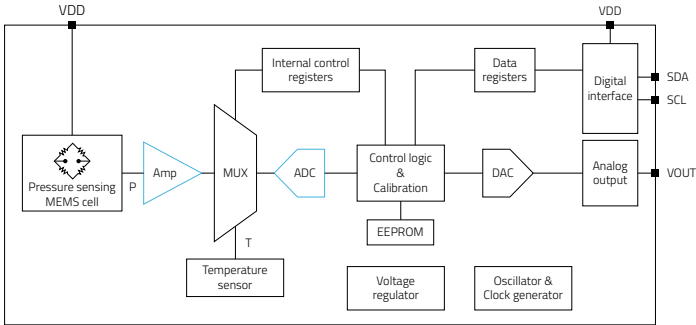 VDD
VDD
Internal control
registers
Data
registers
Digital
interface
SDA
SCL
Pressure sensing
MEMS cell
P
Amp
MUX
ADC
Control logic
&
Calibration
DAC
Analog
output
VOUT
EEPROM
T
Temperature
sensor
Voltage
regulator
Oscillator &
Clock generator